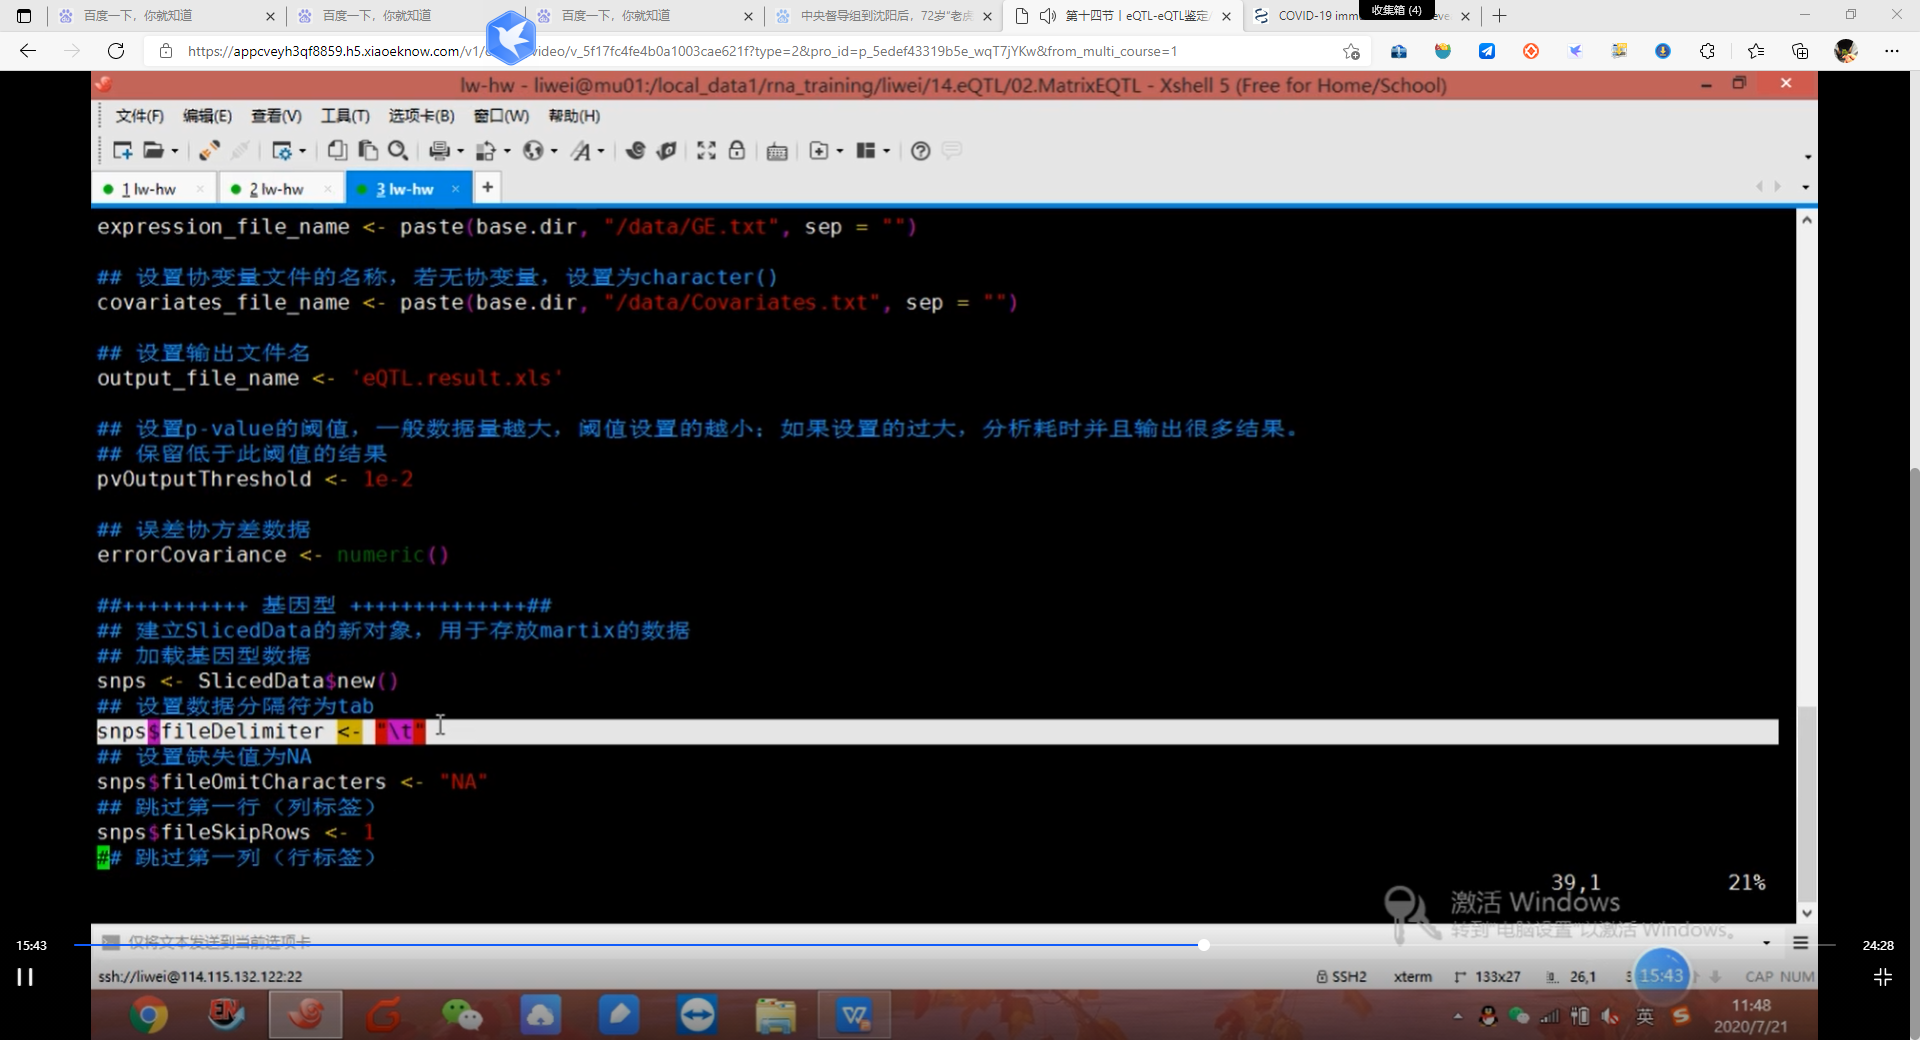 百度一下，你就知道
百度一下，你就知道
百度一下，你就知道
中央督导组到沈阳后，72岁"老虎
第十四节丨eQTL-eQTL鉴定
COVID-19 imm
收集箱 (4)
https://appcveyh3qf8859.h5.xiaoeknow.com/v1/
video/v_5f17fc4fe4b0a1003cae621f?type=2&pro_id=p_5edef43319b5e_wqT7jYKw&from_multi_course=1
lw-hw - liwei@mu01:/local_data1/rna_training/liwei/14.eQTL/02.MatrixEQTL - Xshell 5 (Free for Home/School)
文件(F) 编辑(E) 查看(V) 工具(T) 选项卡(B) 窗口(W) 帮助(H)
1 lw-hw
2 lw-hw
3 lw-hw
expression_file_name <- paste(base.dir, "/data/GE.txt", sep = "")
## 设置协变量文件的名称，若无协变量，设置为character()
covariates_file_name <- paste(base.dir, "/data/Covariates.txt", sep = "")
## 设置输出文件名
output_file_name <- 'eQTL.result.xls'
## 设置p-value的阈值，一般数据量越大，阈值设置的越小；如果设置的过大，分析耗时并且输出很多结果。
## 保留低于此阈值的结果
pvOutputThreshold <- 1e-2
## 误差协方差数据
errorCovariance <- numeric()
##++++++++++ 基因型 ++++++++++++++##
## 建立SlicedData的新对象，用于存放martix的数据
## 加载基因型数据
snps <- SlicedData$new()
## 设置数据分隔符为tab
snps$fileDelimiter <- "\t"
## 设置缺失值为NA
snps$fileOmitCharacters <- "NA"
## 跳过第一行（列标签）
snps$fileSkipRows <- 1
## 跳过第一列（行标签）
39,1 21%
激活 Windows
转到"电脑设置"以激活 Windows。
15:43
仅将文本发送到当前选项卡
24:28
ssh://liwei@114.115.132.122:22
SSH2 xterm 133x27 26,1
15:43
CAP NUM
英
11:48
2020/7/21